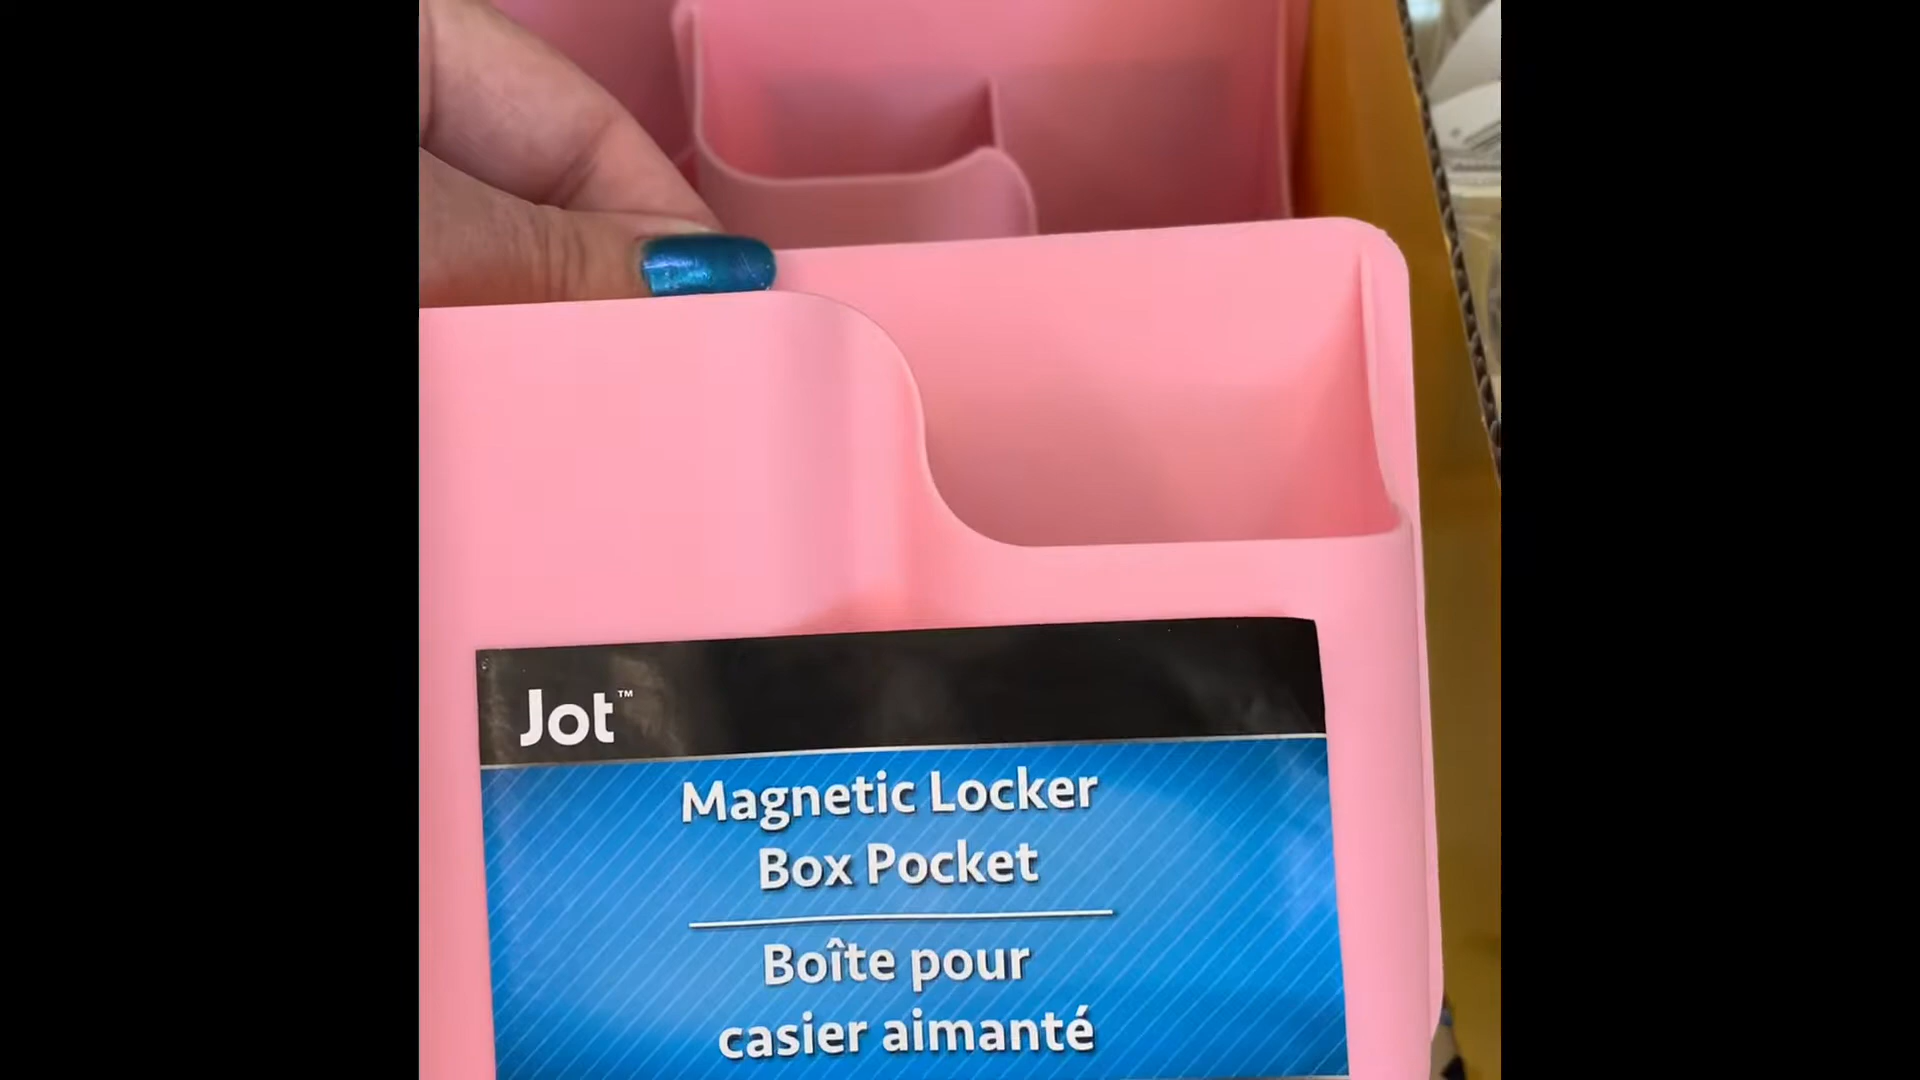 Jot™
Magnetic Locker
Box Pocket
Boîte pour
casier aimanté